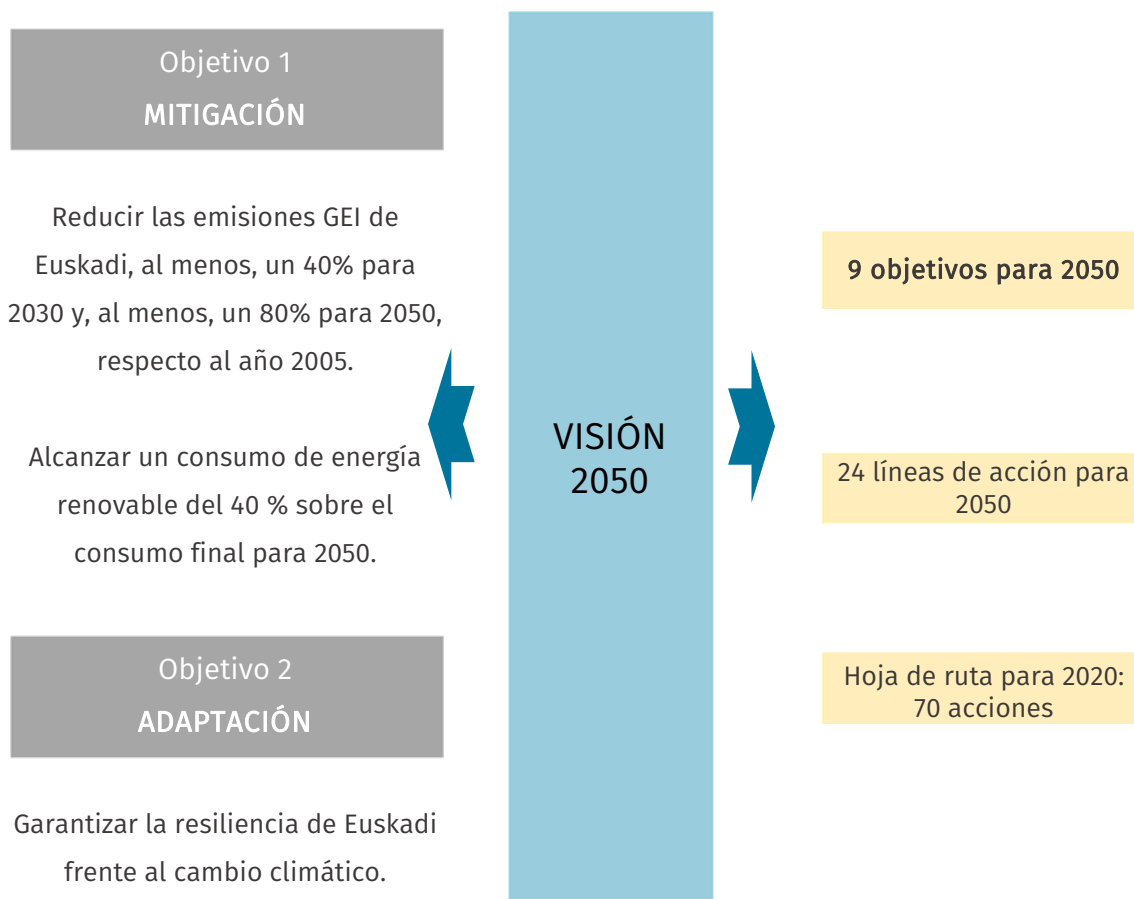 Objetivo 1
MITIGACIÓN
Reducir las emisiones GEI de
Euskadi, al menos, un 40% para
2030 y, al menos, un 80% para 2050,
respecto al año 2005.
Alcanzar un consumo de energía
renovable del 40 % sobre el
consumo final para 2050.
Objetivo 2
ADAPTACIÓN
Garantizar la resiliencia de Euskadi
frente al cambio climático.
VISIÓN
2050
9 objetivos para 2050
24 líneas de acción para
2050
Hoja de ruta para 2020:
70 acciones